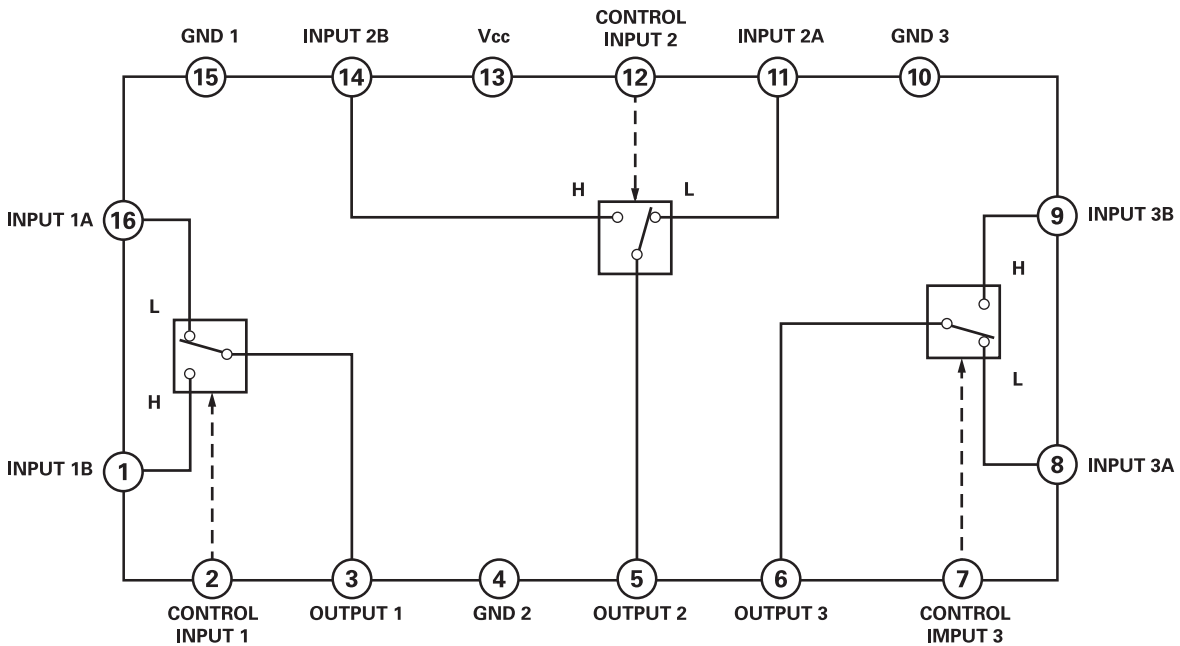 CONTROL
GND 1 INPUT 2B Vcc INPUT 2 INPUT 2A GND 3
15 14 13 12 11 10
H L
INPUT 1A 16 9 INPUT 3B
H
L
L
H
INPUT 1B 1 8 INPUT 3A
2 3 4 5 6 7
CONTROL OUTPUT 1 GND 2 OUTPUT 2 OUTPUT 3 CONTROL
INPUT 1 IMPUT 3